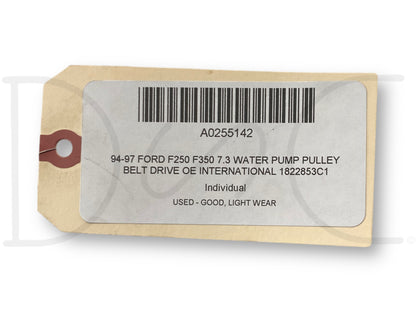 A0255142
94-97 FORD F250 F350 7.3 WATER PUMP PULLEY
BELT DRIVE OE INTERNATIONAL 1822853C1
Individual
USED - GOOD, LIGHT WEAR